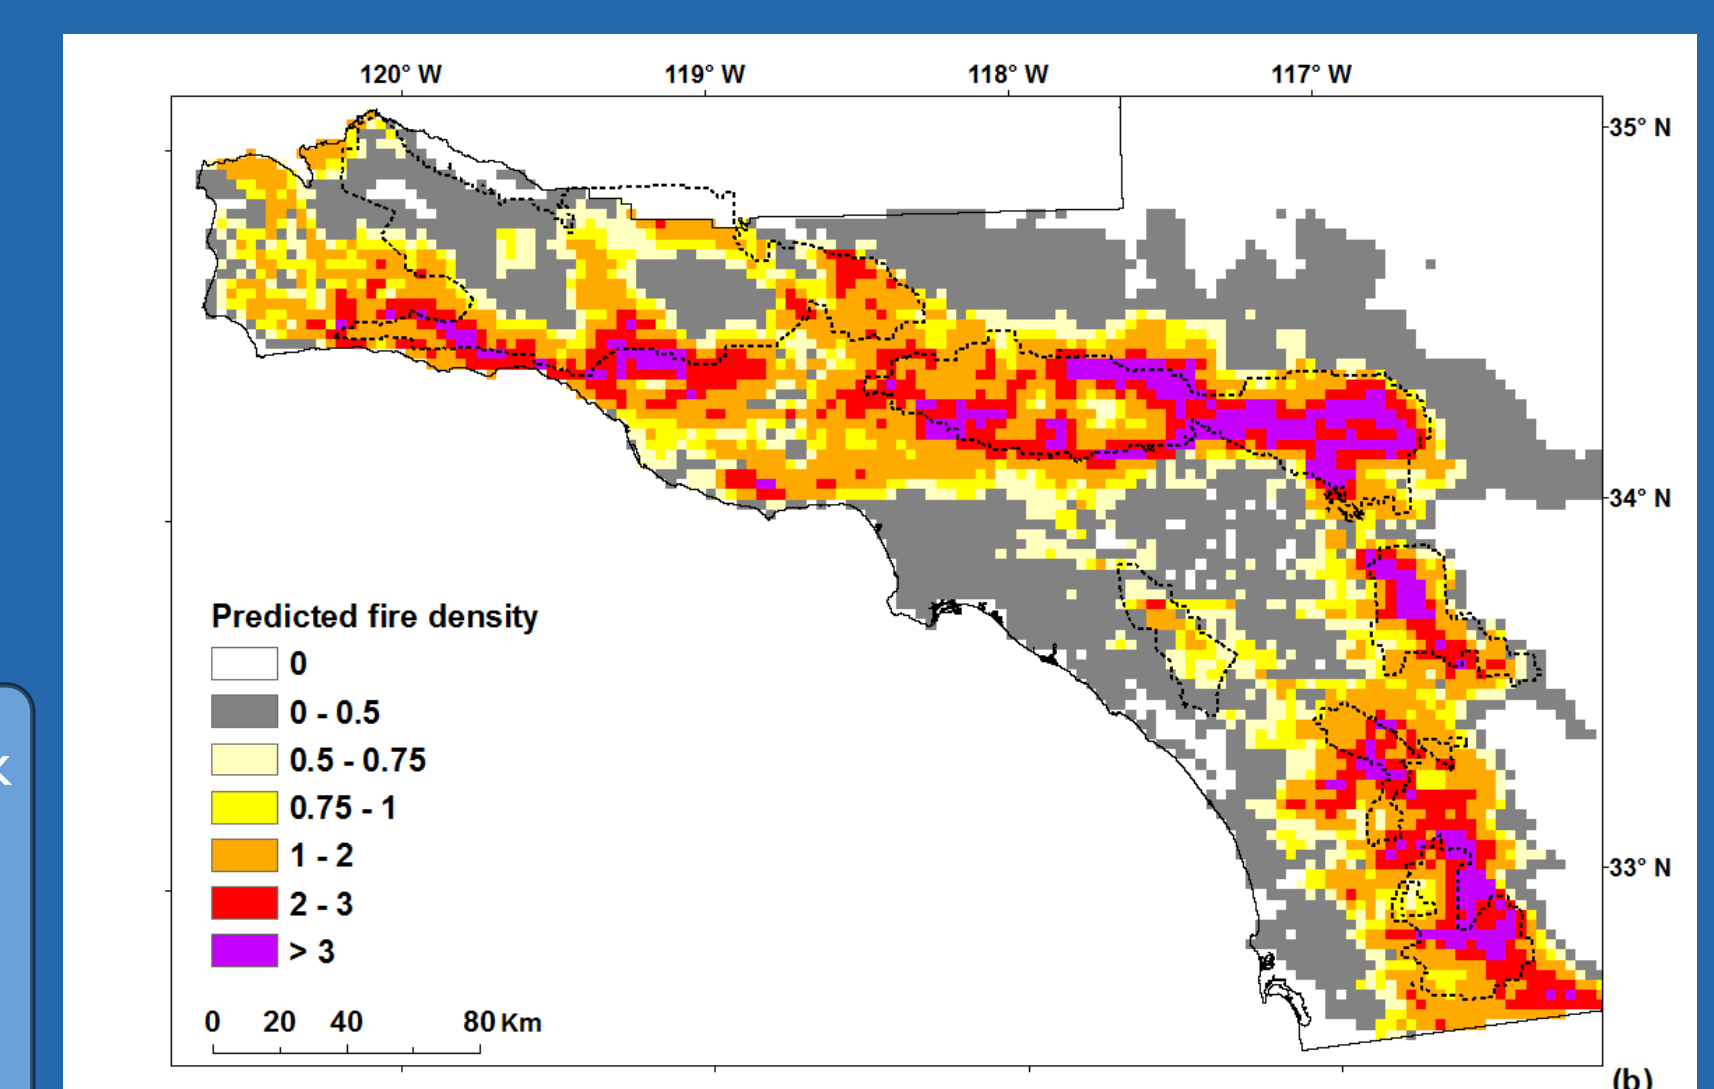 120° W 119° W 118° W 117° W
35° N
34° N
33° N
Predicted fire density
0
0 - 0.5
0.5 - 0.75
0.75 - 1
1 - 2
2 - 3
> 3
0 20 40 80 Km
(b)
K